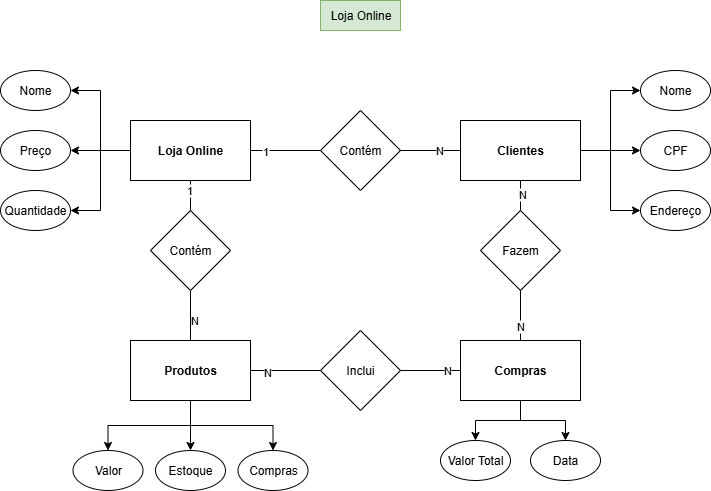 Loja Online
Nome
Nome
Preço
Loja Online
1
Contém
N
Clientes
CPF
Quantidade
1
N
Endereço
Contém
Fazem
N
N
Produtos
N
Inclui
N
Compras
Valor
Estoque
Compras
Valor Total
Data